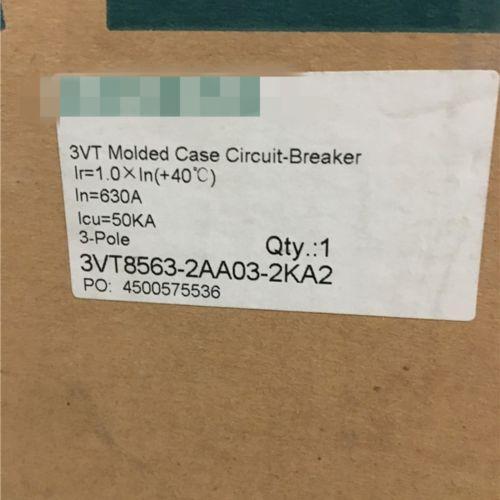 3VT Molded Case Circuit-Breaker
Ir=1.0×In(+40℃)
In=630A
Icu=50KA
3-Pole Qty.:1
3VT8563-2AA03-2KA2
PO: 4500575536